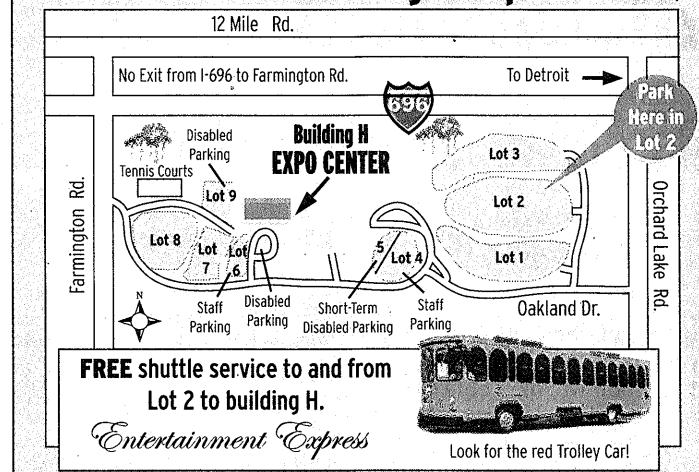 12 Mile Rd.
No Exit from I-696 to Farmington Rd.
To Detroit
696
Park
Here in
Lot 2
Disabled
Parking
Building H
EXPO CENTER
Tennis Courts
Lot 9
Lot 3
Lot 2
Lot 1
Farmington Rd.
Orchard Lake Rd.
Lot 8
Lot
7
Lot
6
5
Lot 4
N
Staff
Parking
Disabled
Parking
Short-Term
Disabled Parking
Staff
Parking
Oakland Dr.
FREE shuttle service to and from
Lot 2 to building H.
Entertainment Express
Look for the red Trolley Car!